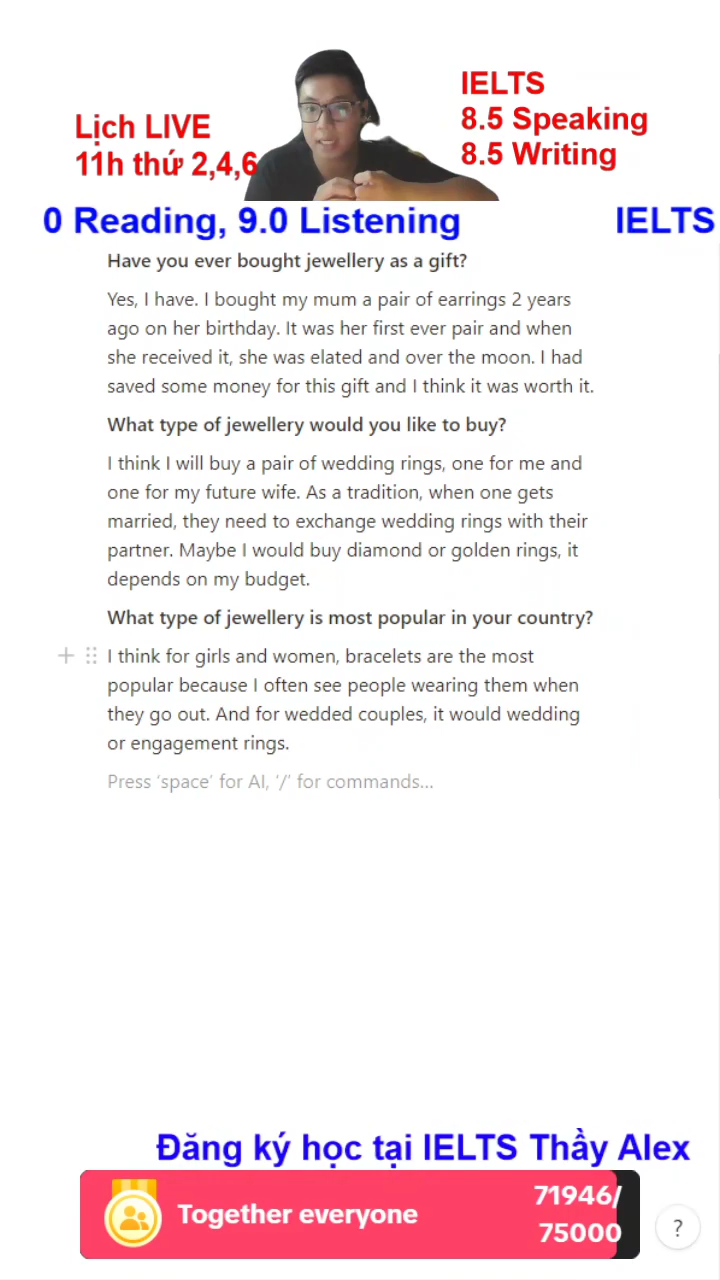 Lịch LIVE
11h thứ 2,4,6
IELTS
8.5 Speaking
8.5 Writing
0 Reading, 9.0 Listening IELTS
Have you ever bought jewellery as a gift?
Yes, I have. I bought my mum a pair of earrings 2 years
ago on her birthday. It was her first ever pair and when
she received it, she was elated and over the moon. I had
saved some money for this gift and I think it was worth it.
What type of jewellery would you like to buy?
I think I will buy a pair of wedding rings, one for me and
one for my future wife. As a tradition, when one gets
married, they need to exchange wedding rings with their
partner. Maybe I would buy diamond or golden rings, it
depends on my budget.
What type of jewellery is most popular in your country?
I think for girls and women, bracelets are the most
popular because I often see people wearing them when
they go out. And for wedded couples, it would wedding
or engagement rings.
Press ‘space’ for AI, ‘/’ for commands...
Đăng ký học tại IELTS Thầy Alex
Together everyone
71946/
75000
?